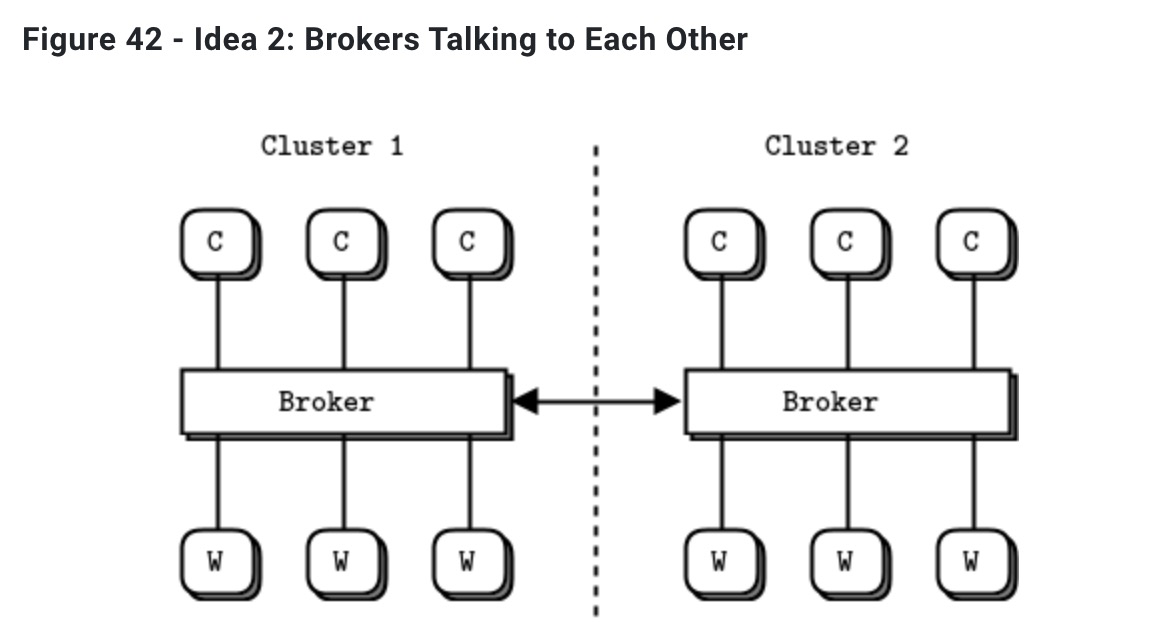 Figure 42 - Idea 2: Brokers Talking to Each Other
Cluster 1 Cluster 2
C C C C C C
Broker Broker
W W W W W W